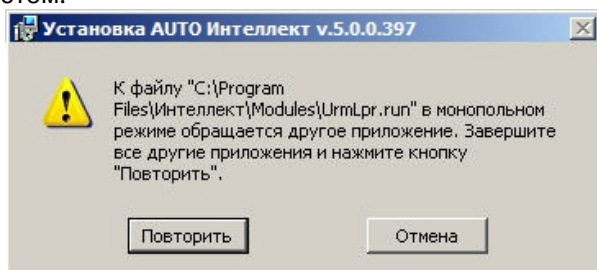 этом.
Установка AUTO Интеллект v.5.0.0.397
К файлу "C:\Program
Files\Интеллект\Modules\UrmLpr.run" в монопольном
режиме обращается другое приложение. Завершите
все другие приложения и нажмите кнопку
"Повторить".
Повторить Отмена